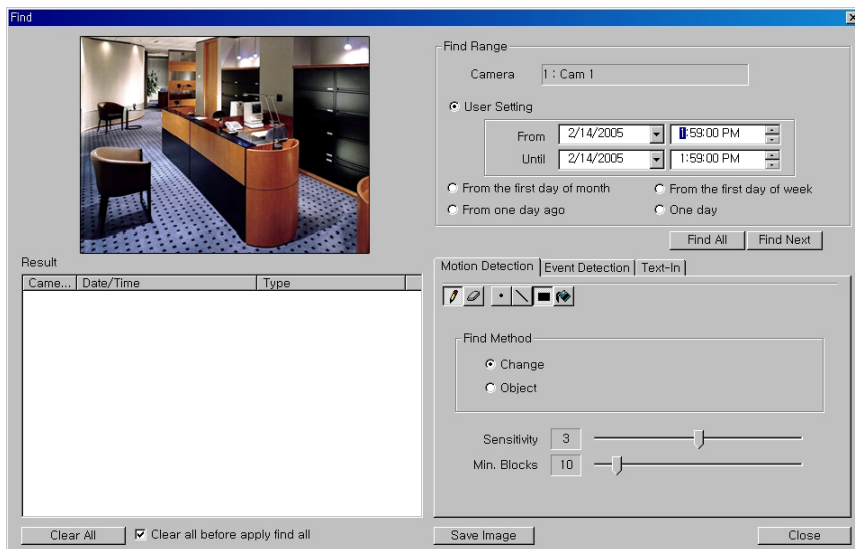 Find
Find Range
Camera 1 : Cam 1
User Setting
From 2/14/2005 1:59:00 PM
Until 2/14/2005 1:59:00 PM
From the first day of month From the first day of week
From one day ago One day
Find All Find Next
Result
Came... Date/Time Type
Motion Detection Event Detection Text-In
Find Method
Change
Object
Sensitivity 3
Min. Blocks 10
Clear All Clear all before apply find all Save Image Close